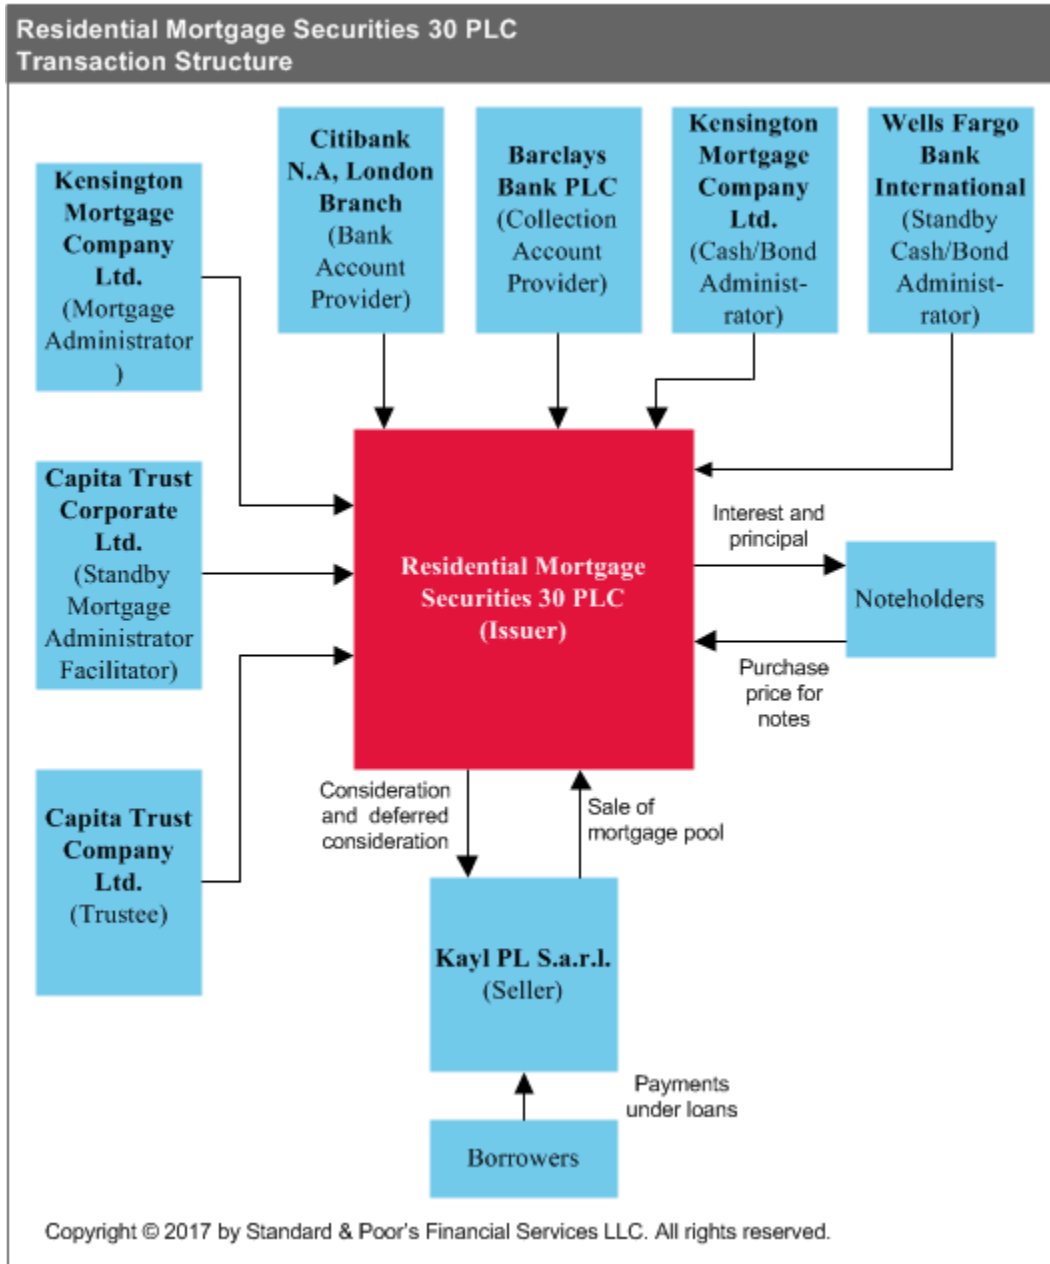 Residential Mortgage Securities 30 PLC
Transaction Structure
Kensington
Mortgage
Company
Ltd.
(Mortgage
Administrator
)
Citibank
N.A, London
Branch
(Bank
Account
Provider)
Barclays
Bank PLC
(Collection
Account
Provider)
Kensington
Mortgage
Company
Ltd.
(Cash/Bond
Administ-
rator)
Wells Fargo
Bank
International
(Standby
Cash/Bond
Administ-
rator)
Capita Trust
Corporate
Ltd.
(Standby
Mortgage
Administrator
Facilitator)
Residential Mortgage
Securities 30 PLC
(Issuer)
Interest and
principal
Noteholders
Purchase
price for
notes
Capita Trust
Company
Ltd.
(Trustee)
Consideration
and deferred
consideration
Sale of
mortgage pool
Kayl PL S.a.r.l.
(Seller)
Payments
under loans
Borrowers
Copyright © 2017 by Standard & Poor's Financial Services LLC. All rights reserved.